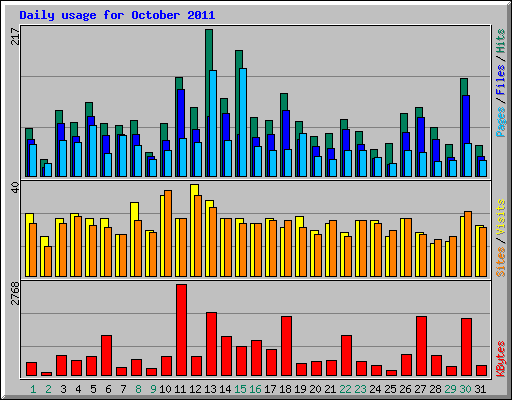 Daily usage for October 2011
217
Pages / Files / Hits
40
Sites / Visits
2768
KBytes
1 2 3 4 5 6 7 8 9 10 11 12 13 14 15 16 17 18 19 20 21 22 23 24 25 26 27 28 29 30 31